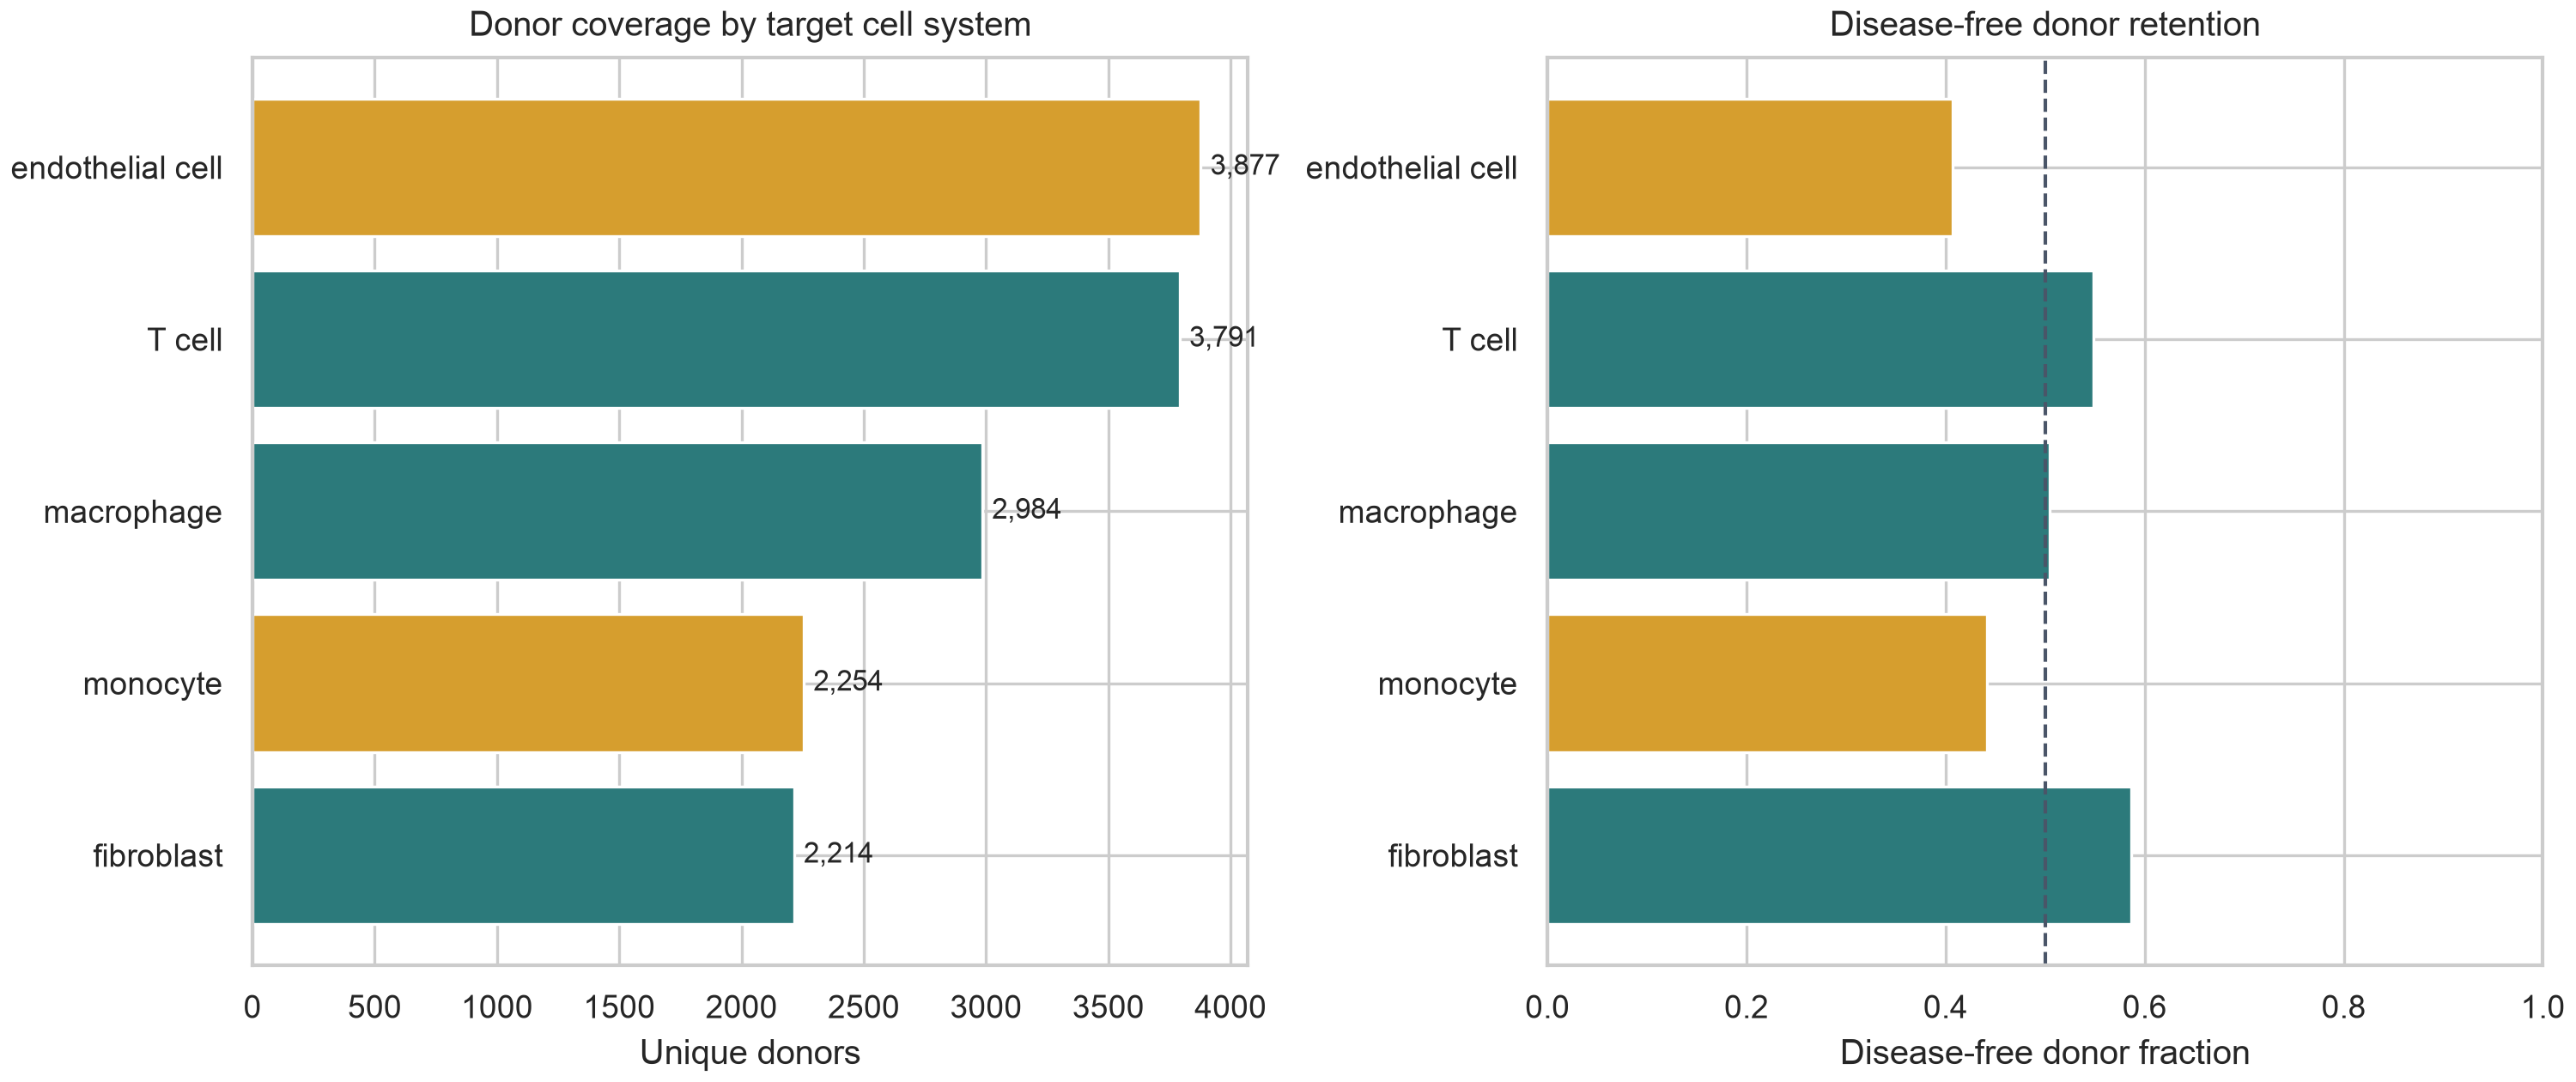 Donor coverage by target cell system
endothelial cell
3,877
T cell
3,791
macrophage
2,984
monocyte
2,254
fibroblast
2,214
0 500 1000 1500 2000 2500 3000 3500 4000
Unique donors
Disease-free donor retention
endothelial cell
T cell
macrophage
monocyte
fibroblast
0.0 0.2 0.4 0.6 0.8 1.0
Disease-free donor fraction